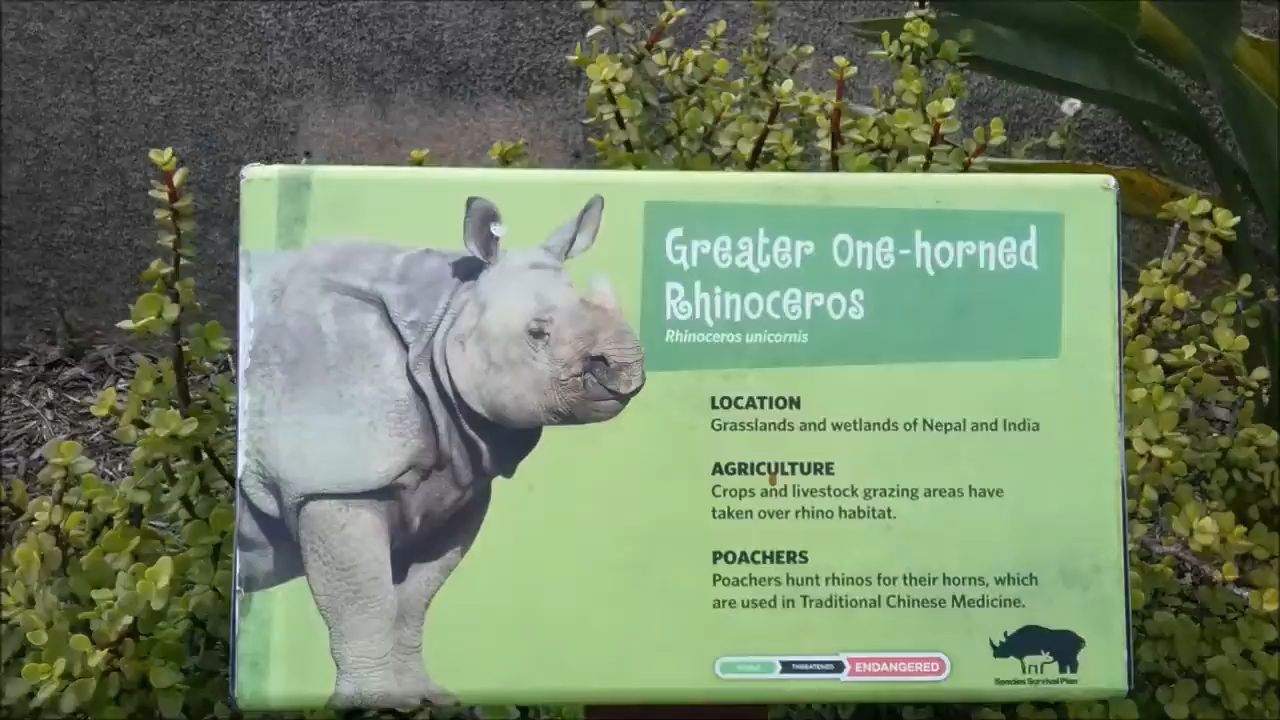 Greater One-horned
Rhinoceros
Rhinoceros unicornis
LOCATION
Grasslands and wetlands of Nepal and India
AGRICULTURE
Crops and livestock grazing areas have
taken over rhino habitat.
POACHERS
Poachers hunt rhinos for their horns, which
are used in Traditional Chinese Medicine.
THREATENED ENDANGERED
Species Survival Plan